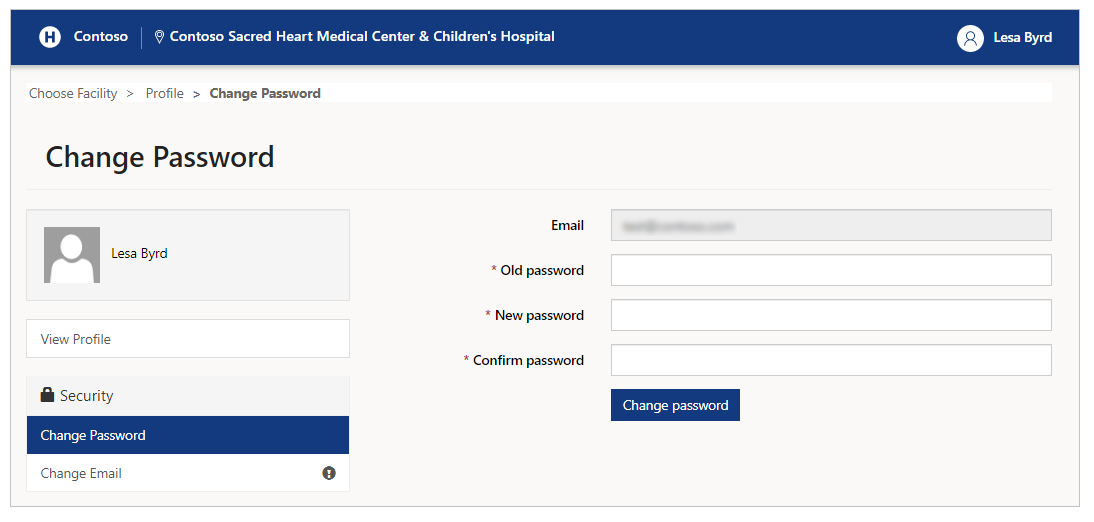 H Contoso Contoso Sacred Heart Medical Center & Children's Hospital Lesa Byrd
Choose Facility > Profile > Change Password
Change Password
Lesa Byrd
View Profile
Security
Change Password
Change Email
Email
* Old password
* New password
* Confirm password
Change password